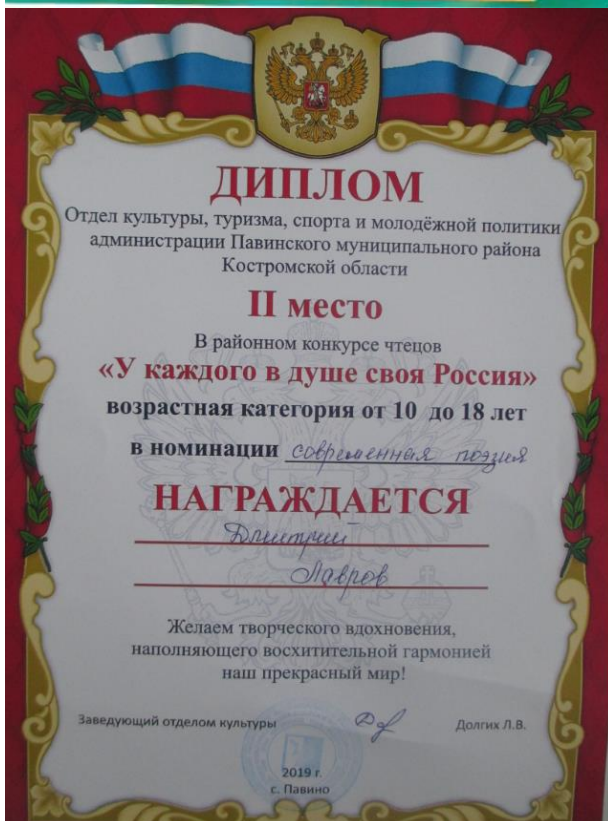 ДИПЛОМ
Отдел культуры, туризма, спорта и молодёжной политики
администрации Павинского муниципального района
Костромской области
II место
В районном конкурсе чтецов
«У каждого в душе своя Россия»
возрастная категория от 10 до 18 лет
в номинации современная поэзия
НАГРАЖДАЕТСЯ
Дмитрий
Лавров
Желаем творческого вдохновения,
наполняющего восхитительной гармонией
наш прекрасный мир!
Заведующий отделом культуры Долгих Л.В.
2019 г.
с. Павино